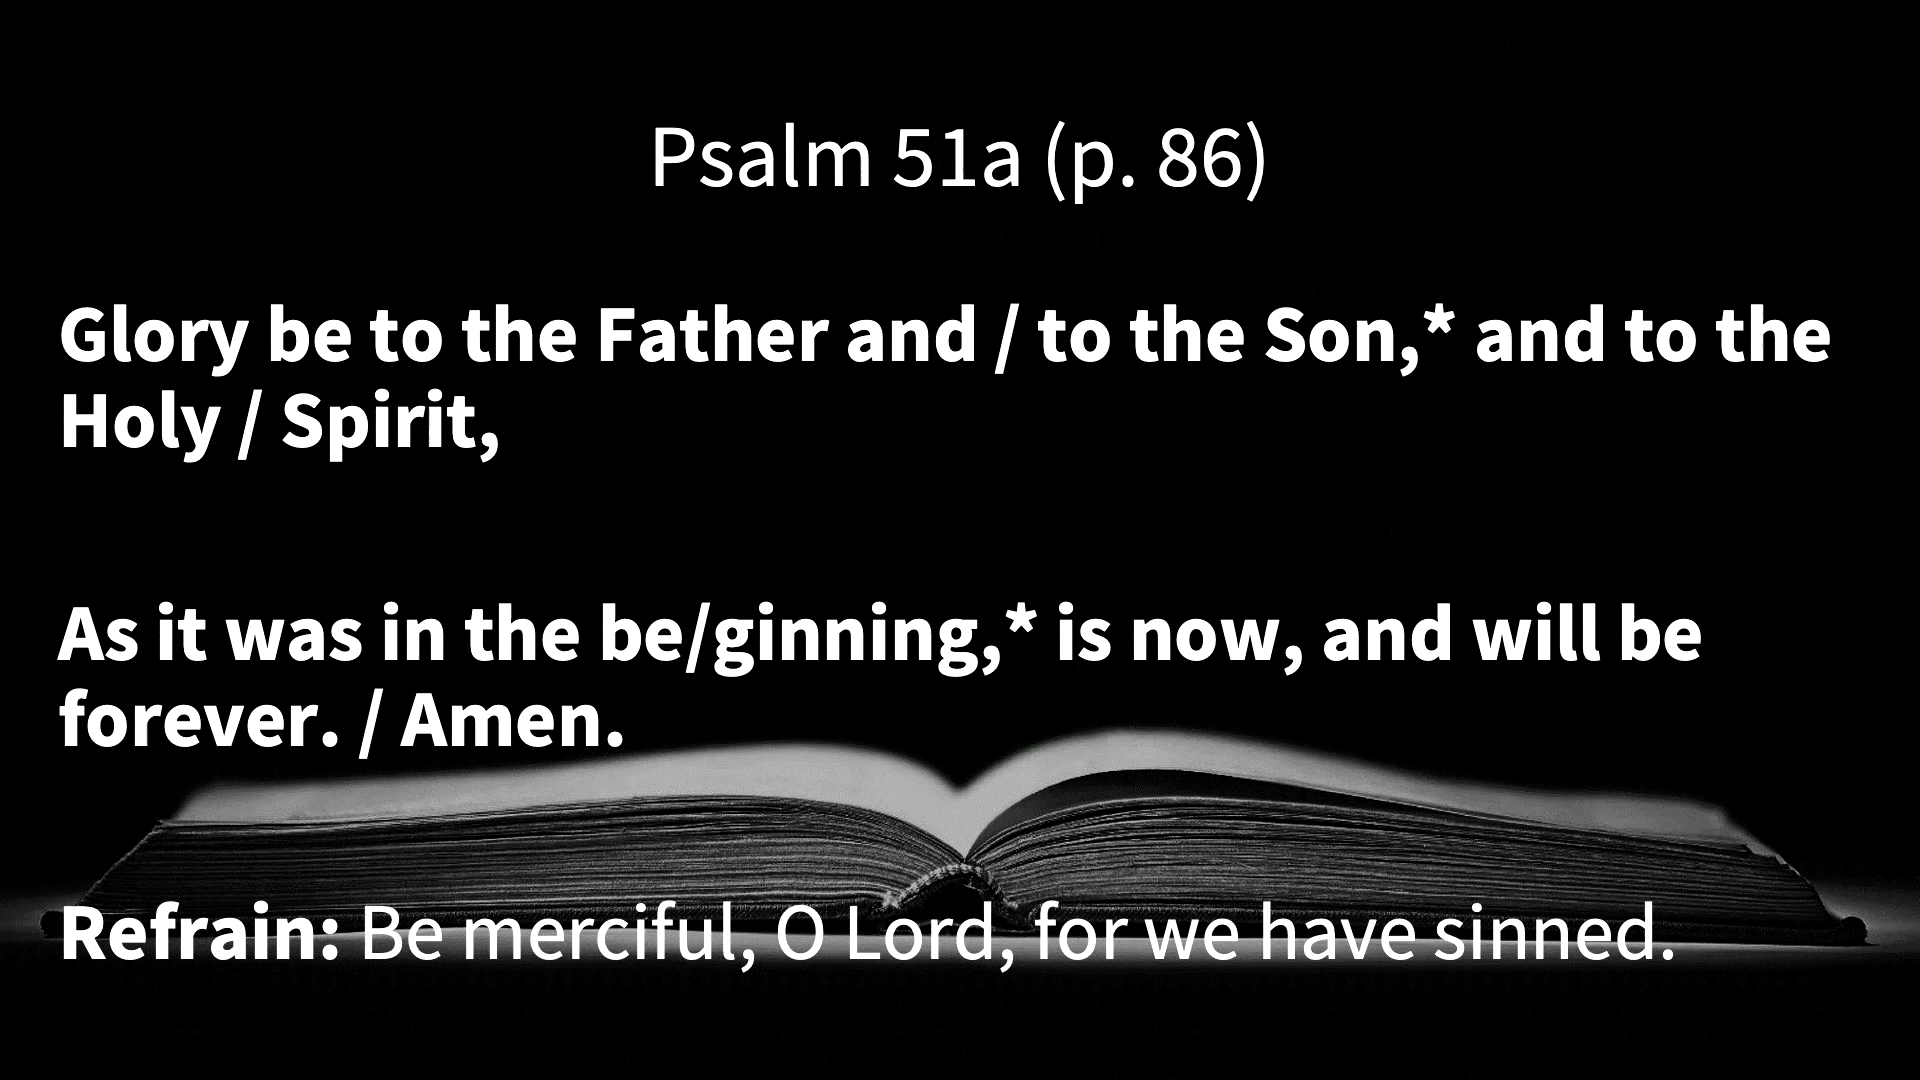 Psalm 51a (p. 86)
Glory be to the Father and / to the Son,* and to the
Holy / Spirit,
As it was in the be/ginning,* is now, and will be
forever. / Amen.
Refrain: Be merciful, O Lord, for we have sinned.